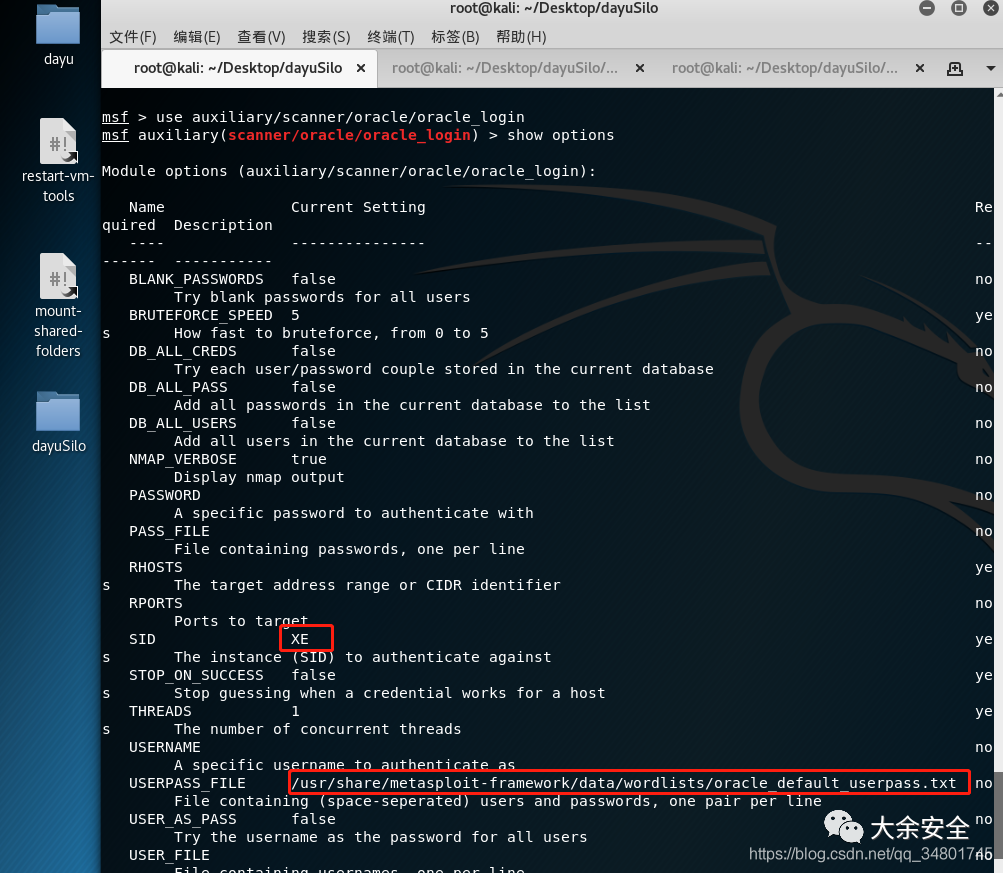 root@kali: ~/Desktop/dayuSilo
文件(F) 编辑(E) 查看(V) 搜索(S) 终端(T) 标签(B) 帮助(H)
root@kali: ~/Desktop/dayuSilo × root@kali: ~/Desktop/dayuSilo/... × root@kali: ~/Desktop/dayuSilo/... ×
dayu
restart-vm-
tools
mount-
shared-
folders
dayuSilo
msf > use auxiliary/scanner/oracle/oracle_login
msf auxiliary(scanner/oracle/oracle_login) > show options
Module options (auxiliary/scanner/oracle/oracle_login):
Name Current Setting Re
quired Description
---- --------------- --
------ -----------
BLANK_PASSWORDS false no
Try blank passwords for all users
BRUTEFORCE_SPEED 5 ye
s How fast to bruteforce, from 0 to 5
DB_ALL_CREDS false no
Try each user/password couple stored in the current database
DB_ALL_PASS false no
Add all passwords in the current database to the list
DB_ALL_USERS false no
Add all users in the current database to the list
NMAP_VERBOSE true no
Display nmap output
PASSWORD no
A specific password to authenticate with
PASS_FILE no
File containing passwords, one per line
RHOSTS ye
s The target address range or CIDR identifier
RPORTS no
Ports to target
SID XE ye
s The instance (SID) to authenticate against
STOP_ON_SUCCESS false ye
s Stop guessing when a credential works for a host
THREADS 1 ye
s The number of concurrent threads
USERNAME no
A specific username to authenticate as
USERPASS_FILE /usr/share/metasploit-framework/data/wordlists/oracle_default_userpass.txt no
File containing (space-seperated) users and passwords, one pair per line
USER_AS_PASS false no
Try the username as the password for all users
USER_FILE no
File containing usernames, one per line
大余安全
https://blog.csdn.net/qq_34801745